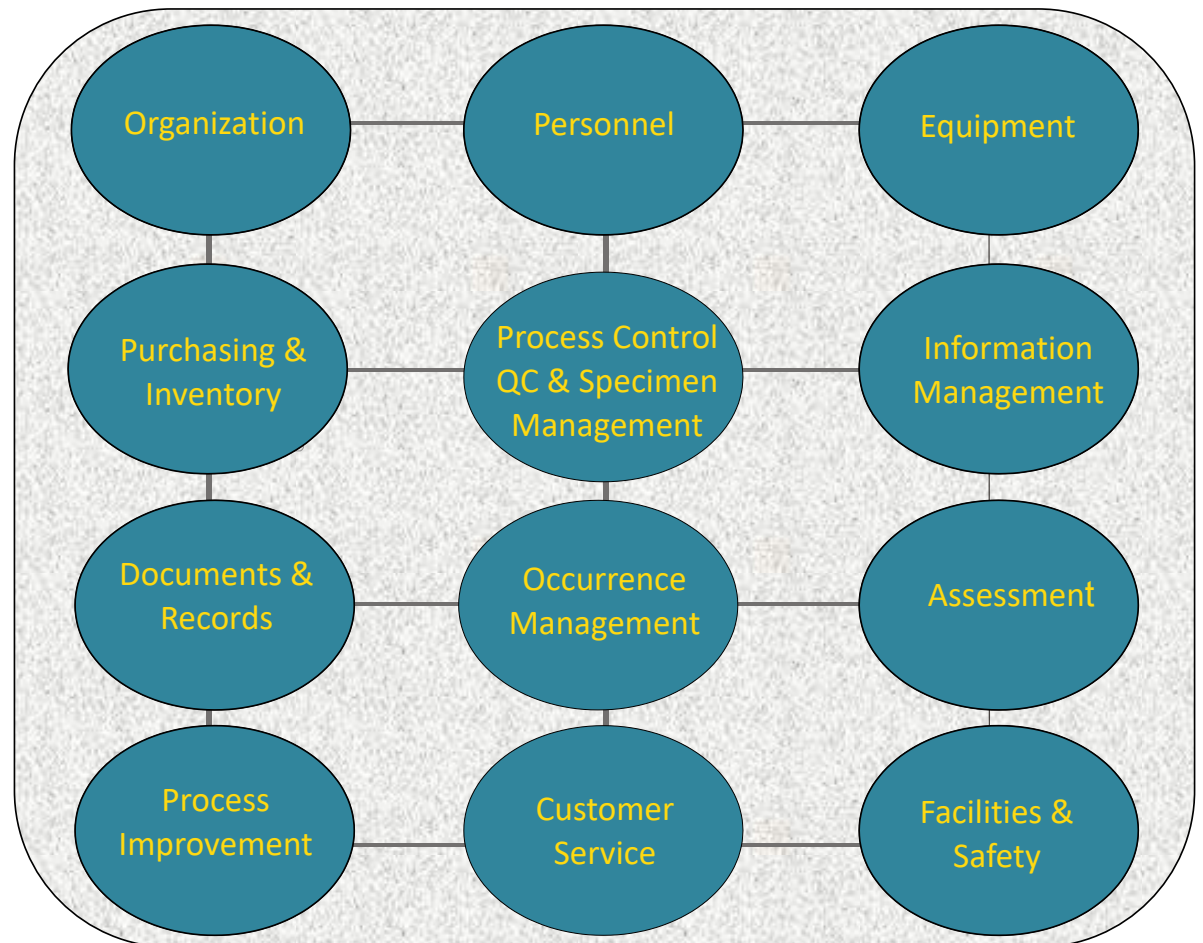 Organization
Personnel
Equipment
Purchasing &
Inventory
Process Control
QC & Specimen
Management
Information
Management
Documents &
Records
Occurrence
Management
Assessment
Process
Improvement
Customer
Service
Facilities &
Safety